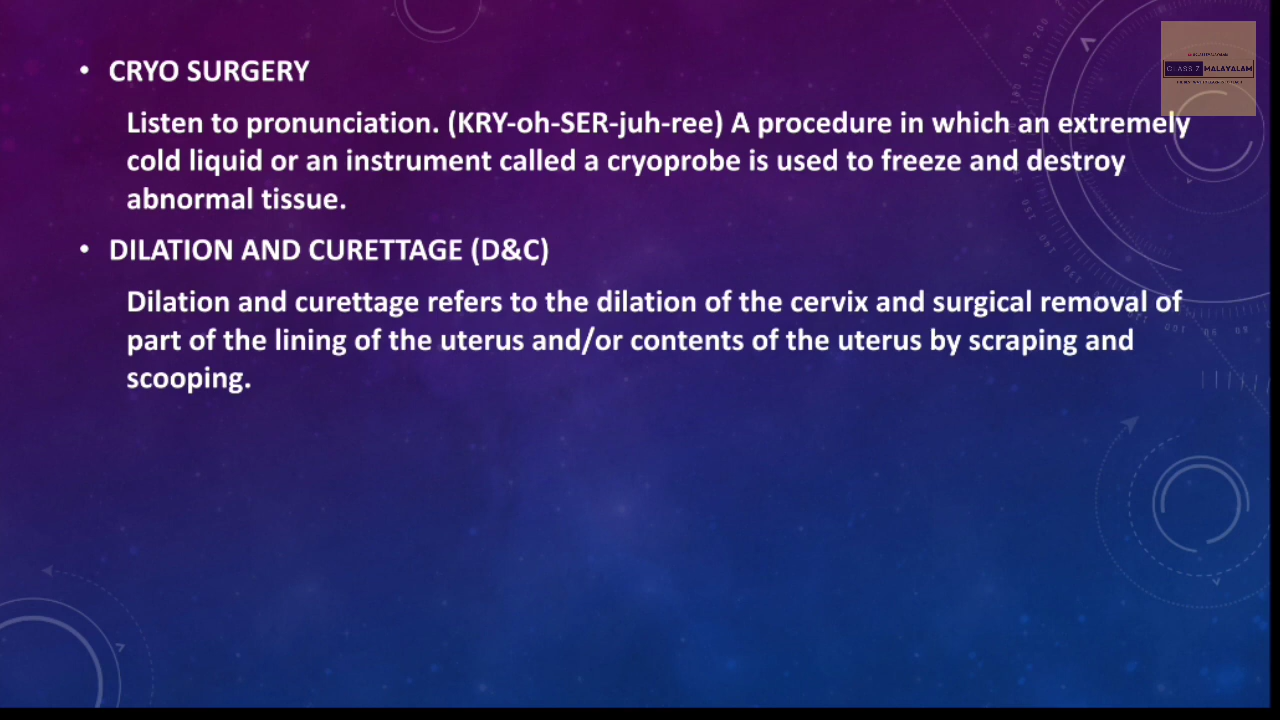 CLASS 7 MALAYALAM
• CRYO SURGERY
Listen to pronunciation. (KRY-oh-SER-juh-ree) A procedure in which an extremely
cold liquid or an instrument called a cryoprobe is used to freeze and destroy
abnormal tissue.
• DILATION AND CURETTAGE (D&C)
Dilation and curettage refers to the dilation of the cervix and surgical removal of
part of the lining of the uterus and/or contents of the uterus by scraping and
scooping.